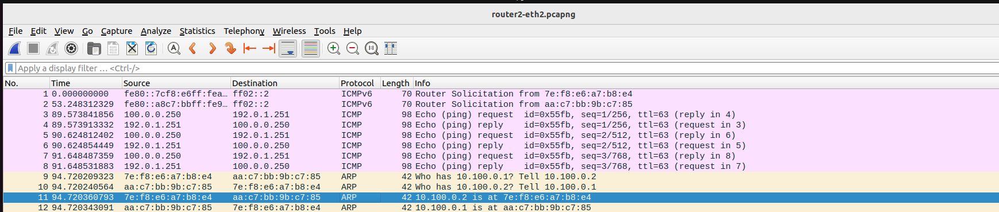 router2-eth2.pcapng
File Edit View Go Capture Analyze Statistics Telephony Wireless Tools Help
Apply a display filter … <Ctrl-/>
No. Time Source Destination Protocol Length Info
1 0.000000000 fe80::7cf8:e6ff:fea… ff02::2 ICMPv6 70 Router Solicitation from 7e:f8:e6:a7:b8:e4
2 53.248312329 fe80::a8c7:bbff:fe9… ff02::2 ICMPv6 70 Router Solicitation from aa:c7:bb:9b:c7:85
3 89.573841856 100.0.0.250 192.0.1.251 ICMP 98 Echo (ping) request id=0x55fb, seq=1/256, ttl=63 (reply in 4)
4 89.573913332 192.0.1.251 100.0.0.250 ICMP 98 Echo (ping) reply id=0x55fb, seq=1/256, ttl=63 (request in 3)
5 90.624812402 100.0.0.250 192.0.1.251 ICMP 98 Echo (ping) request id=0x55fb, seq=2/512, ttl=63 (reply in 6)
6 90.624854449 192.0.1.251 100.0.0.250 ICMP 98 Echo (ping) reply id=0x55fb, seq=2/512, ttl=63 (request in 5)
7 91.648487359 100.0.0.250 192.0.1.251 ICMP 98 Echo (ping) request id=0x55fb, seq=3/768, ttl=63 (reply in 8)
8 91.648531883 192.0.1.251 100.0.0.250 ICMP 98 Echo (ping) reply id=0x55fb, seq=3/768, ttl=63 (request in 7)
9 94.720209323 7e:f8:e6:a7:b8:e4 aa:c7:bb:9b:c7:85 ARP 42 Who has 10.100.0.1? Tell 10.100.0.2
10 94.720240564 aa:c7:bb:9b:c7:85 7e:f8:e6:a7:b8:e4 ARP 42 Who has 10.100.0.2? Tell 10.100.0.1
11 94.720360793 7e:f8:e6:a7:b8:e4 aa:c7:bb:9b:c7:85 ARP 42 10.100.0.2 is at 7e:f8:e6:a7:b8:e4
12 94.720343091 aa:c7:bb:9b:c7:85 7e:f8:e6:a7:b8:e4 ARP 42 10.100.0.1 is at aa:c7:bb:9b:c7:85